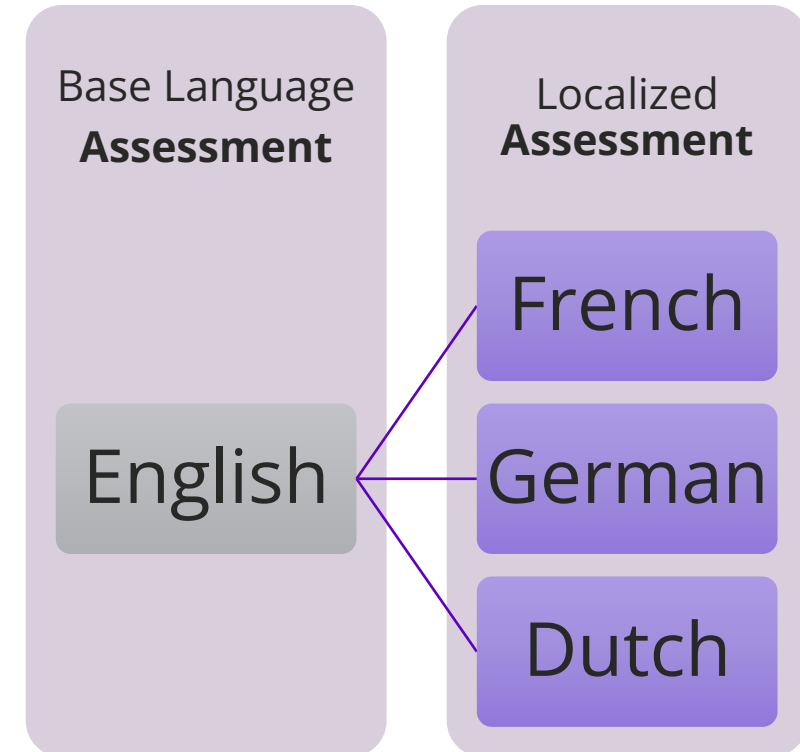 Base Language
Assessment
English
Localized
Assessment
French
German
Dutch